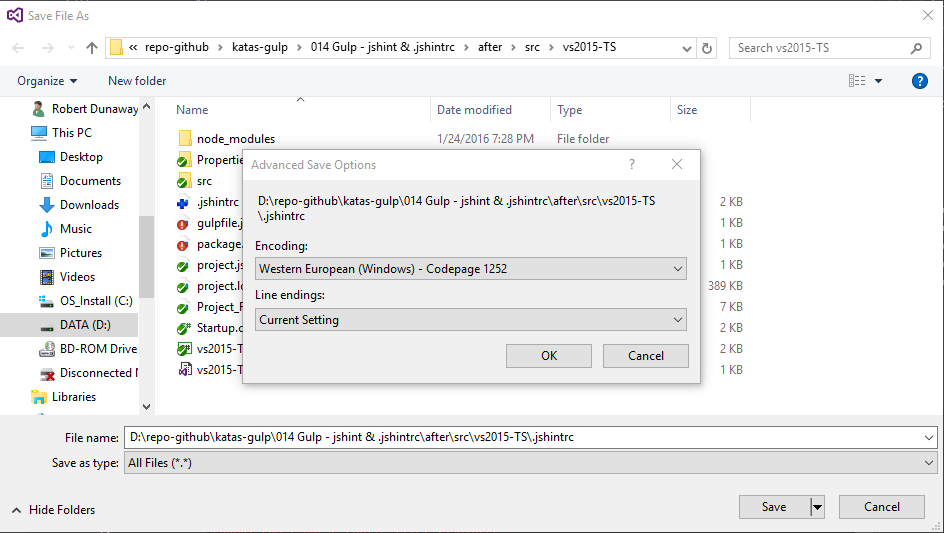 Save File As
« repo-github > katas-gulp > 014 Gulp - jshint & .jshintrc > after > src > vs2015-TS
Search vs2015-TS
Organize
New folder
?
Robert Dunaway
This PC
Desktop
Documents
Downloads
Music
Pictures
Videos
OS_Install (C:)
DATA (D:)
BD-ROM Drive
Disconnected
Libraries
Name Date modified Type Size
node_modules 1/24/2016 7:28 PM File folder
Propertie
src
.jshintrc 2 KB
gulpfile.j 1 KB
package. 1 KB
project.js 1 KB
project.lo 389 KB
Project_R 7 KB
Startup.c 2 KB
vs2015-T 2 KB
vs2015-T 1 KB
Advanced Save Options
?
D:\repo-github\katas-gulp\014 Gulp - jshint & .jshintrc\after\src\vs2015-TS
\.jshintrc
Encoding:
Western European (Windows) - Codepage 1252
Line endings:
Current Setting
OK
Cancel
File name: D:\repo-github\katas-gulp\014 Gulp - jshint & .jshintrc\after\src\vs2015-TS\.jshintrc
Save as type: All Files (*.*)
Hide Folders
Save
Cancel